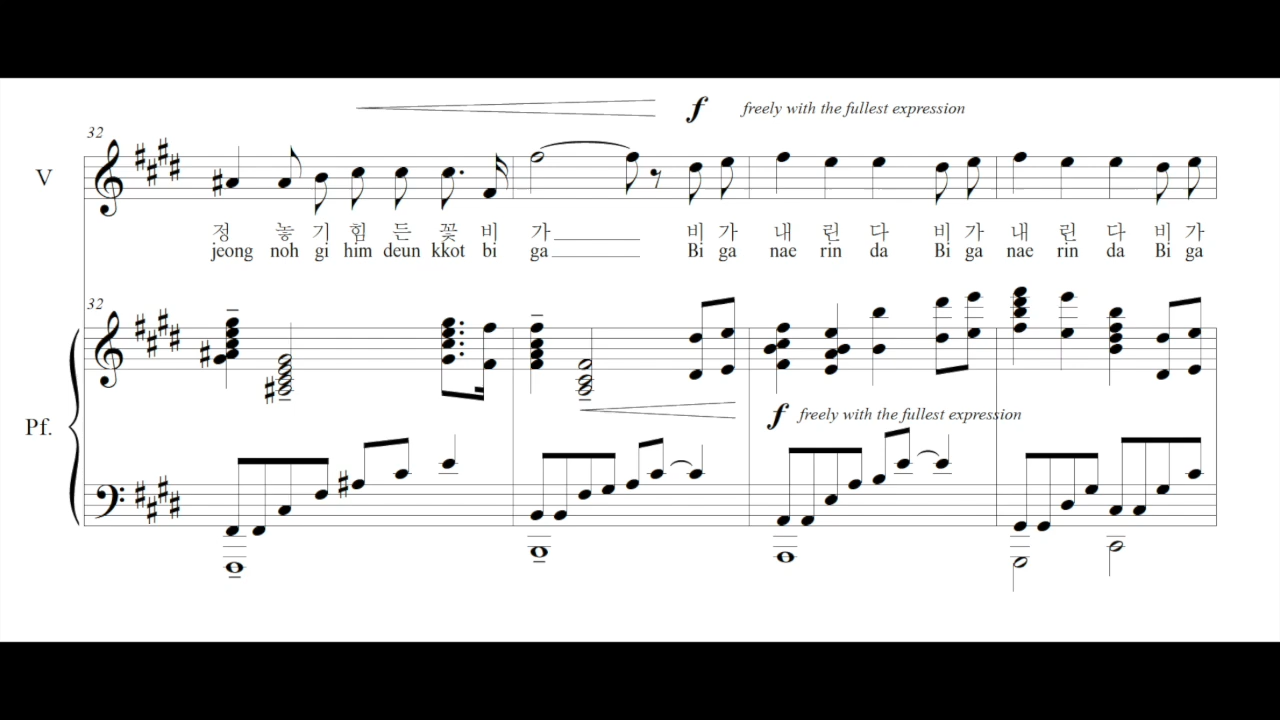 f freely with the fullest expression
32
V
정 놓 기 힘 든 꽃 비 가 비 가 내 린 다 비 가 내 린 다 비 가
jeong noh gi him deun kkot bi ga Bi ga nae rin da Bi ga nae rin da Bi ga
32
Pf.
f freely with the fullest expression